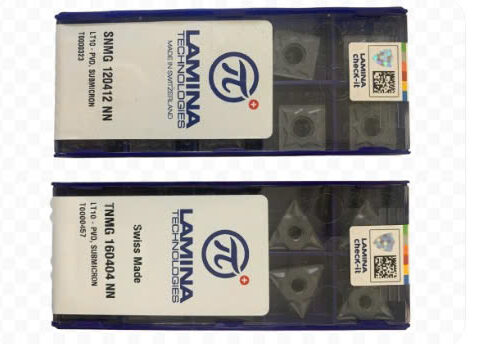 SNMG 120412 NN
LT10 - PVD, SUBMICRON
T0000323
LAMINA
TECHNOLOGIES
MADE IN SWITZERLAND
π
LAMINA
check-it
TNMG 160404 NN
LT10 - PVD, SUBMICRON
T0000457
Swiss Made
LAMINA
TECHNOLOGIES
π
LAMINA
check-it